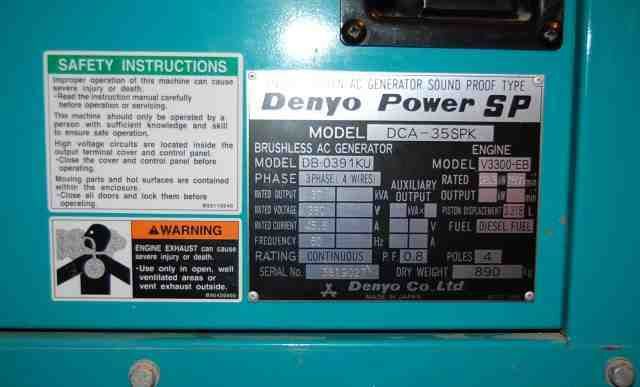 SAFETY INSTRUCTIONS
Improper operation of this machine can cause
severe injury or death.
•Read the instruction manual carefully
before operation or servicing.
This machine should only be operated by a
person with sufficient knowledge and skill
to ensure safe operation.
High voltage circuits are located inside the
output terminal cover and control panel.
•Close the cover and control panel before
operating.
Moving parts and hot surfaces are contained
within the enclosure.
•Close all doors and lock them before
operating.
WARNING
ENGINE EXHAUST can cause
severe injury or death.
•Use only in open, well
ventilated areas or
vent exhaust outside.
AC GENERATOR SOUND PROOF TYPE
Denyo Power SP
MODEL DCA-35SPK
BRUSHLESS AC GENERATOR ENGINE
MODEL DB-0391KU MODEL V3300-EB
PHASE 3PHASE(4 WIRES) AUXILIARY OUTPUT RATED OUTPUT
RATED OUTPUT KVA
RATED VOLTAGE V KVA× PISTON DISPLACEMENT L
RATED CURRENT A V FUEL DIESEL FUEL
FREQUENCY Hz A
RATING CONTINUOUS P.F 0.8 POLES 4
SERIAL No. DRY WEIGHT 890 kg
Denyo Co.,Ltd
MADE IN JAPAN